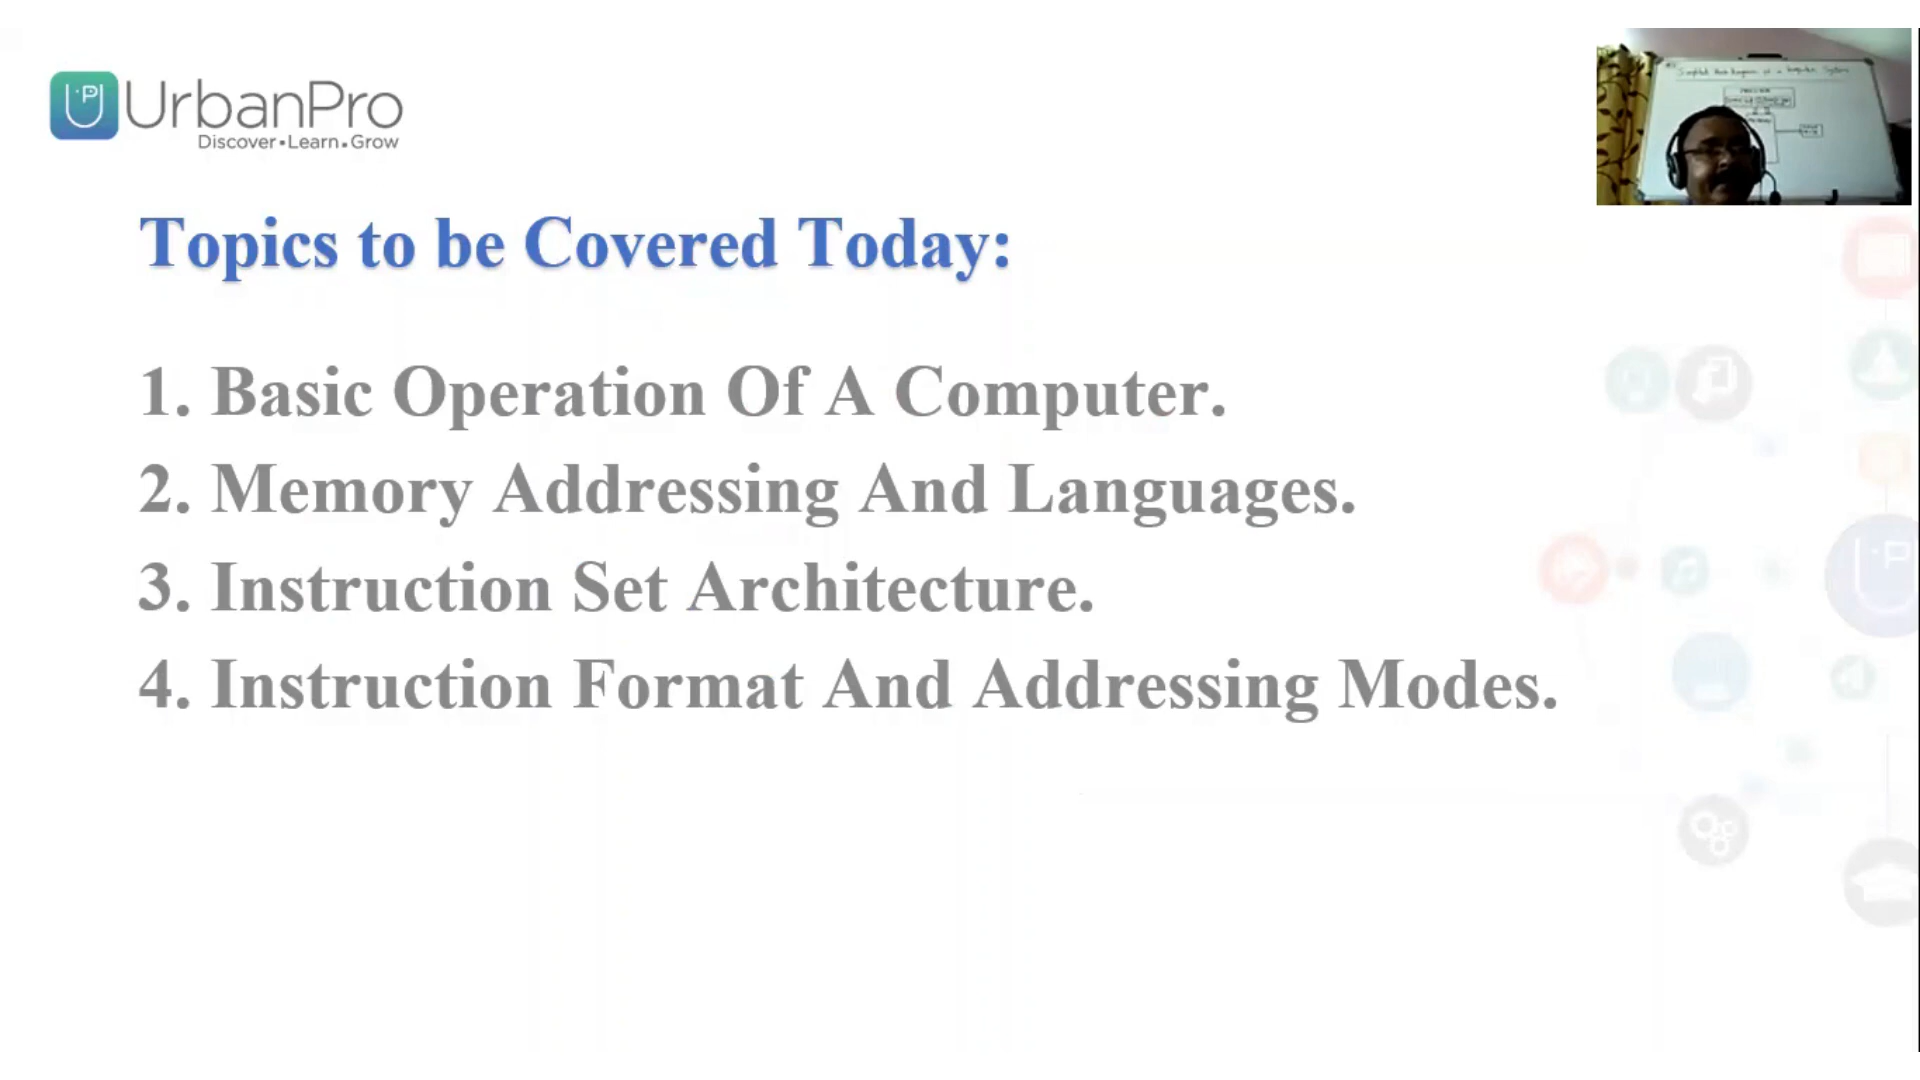 UrbanPro
Discover • Learn • Grow
Topics to be Covered Today:
1. Basic Operation Of A Computer.
2. Memory Addressing And Languages.
3. Instruction Set Architecture.
4. Instruction Format And Addressing Modes.